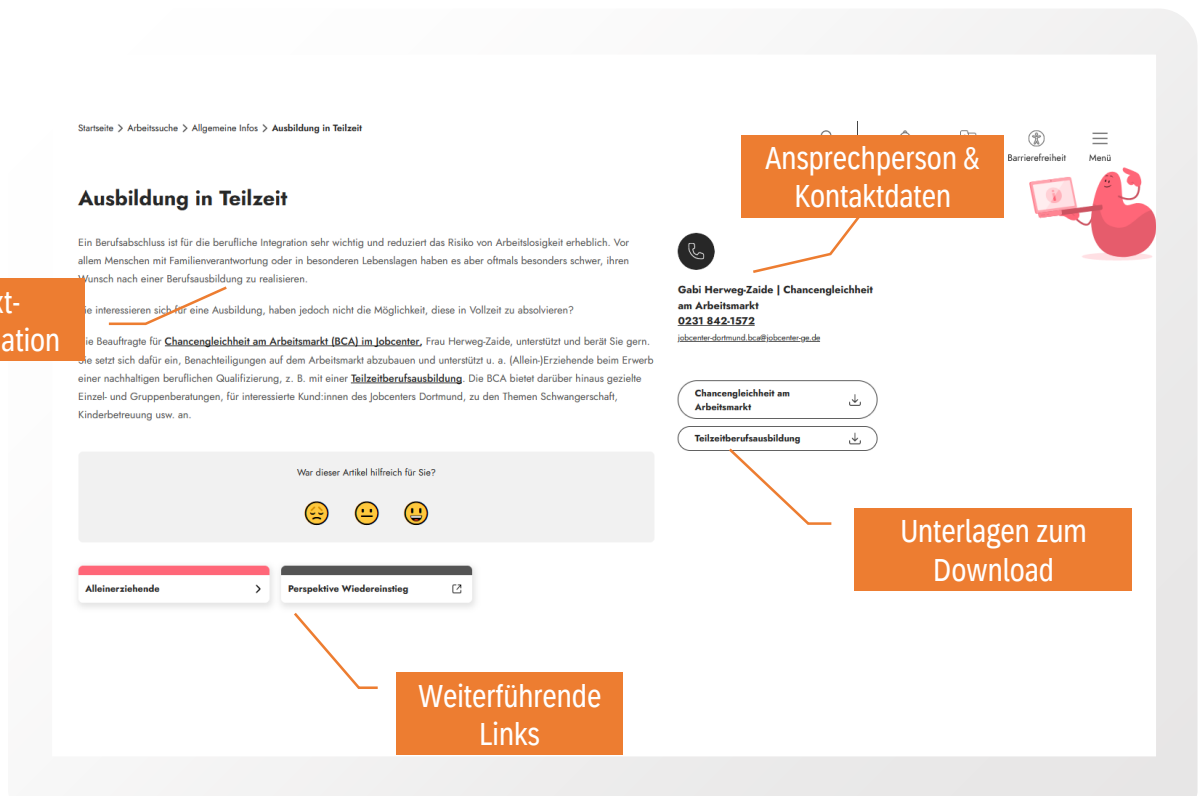 Startseite > Arbeitssuche > Allgemeine Infos > Ausbildung in Teilzeit
Barrierefreiheit
Menü
Ansprechperson &
Kontaktdaten
Ausbildung in Teilzeit
Ein Berufsabschluss ist für die berufliche Integration sehr wichtig und reduziert das Risiko von Arbeitslosigkeit erheblich. Vor
allem Menschen mit Familienverantwortung oder in besonderen Lebenslagen haben es aber oftmals besonders schwer, ihren
Wunsch nach einer Berufsausbildung zu realisieren.
interessieren sich für eine Ausbildung, haben jedoch nicht die Möglichkeit, diese in Vollzeit zu absolvieren?
Beauftragte für Chancengleichheit am Arbeitsmarkt (BCA) im Jobcenter, Frau Herweg-Zaide, unterstützt und berät Sie gern.
Sie setzt sich dafür ein, Benachteiligungen auf dem Arbeitsmarkt abzubauen und unterstützt u. a. (Allein-)Erziehende beim Erwerb
einer nachhaltigen beruflichen Qualifizierung, z. B. mit einer Teilzeitberufsausbildung. Die BCA bietet darüber hinaus gezielte
Einzel- und Gruppenberatungen, für interessierte Kund:innen des Jobcenters Dortmund, zu den Themen Schwangerschaft,
Kinderbetreuung usw. an.
Gabi Herweg-Zaide | Chancengleichheit
am Arbeitsmarkt
0231 842-1572
jobcenter-dortmund.bca@jobcenter-ge.de
Chancengleichheit am
Arbeitsmarkt
Teilzeitberufsausbildung
War dieser Artikel hilfreich für Sie?
Unterlagen zum
Download
Alleinerziehende
Perspektive Wiedereinstieg
Weiterführende
Links